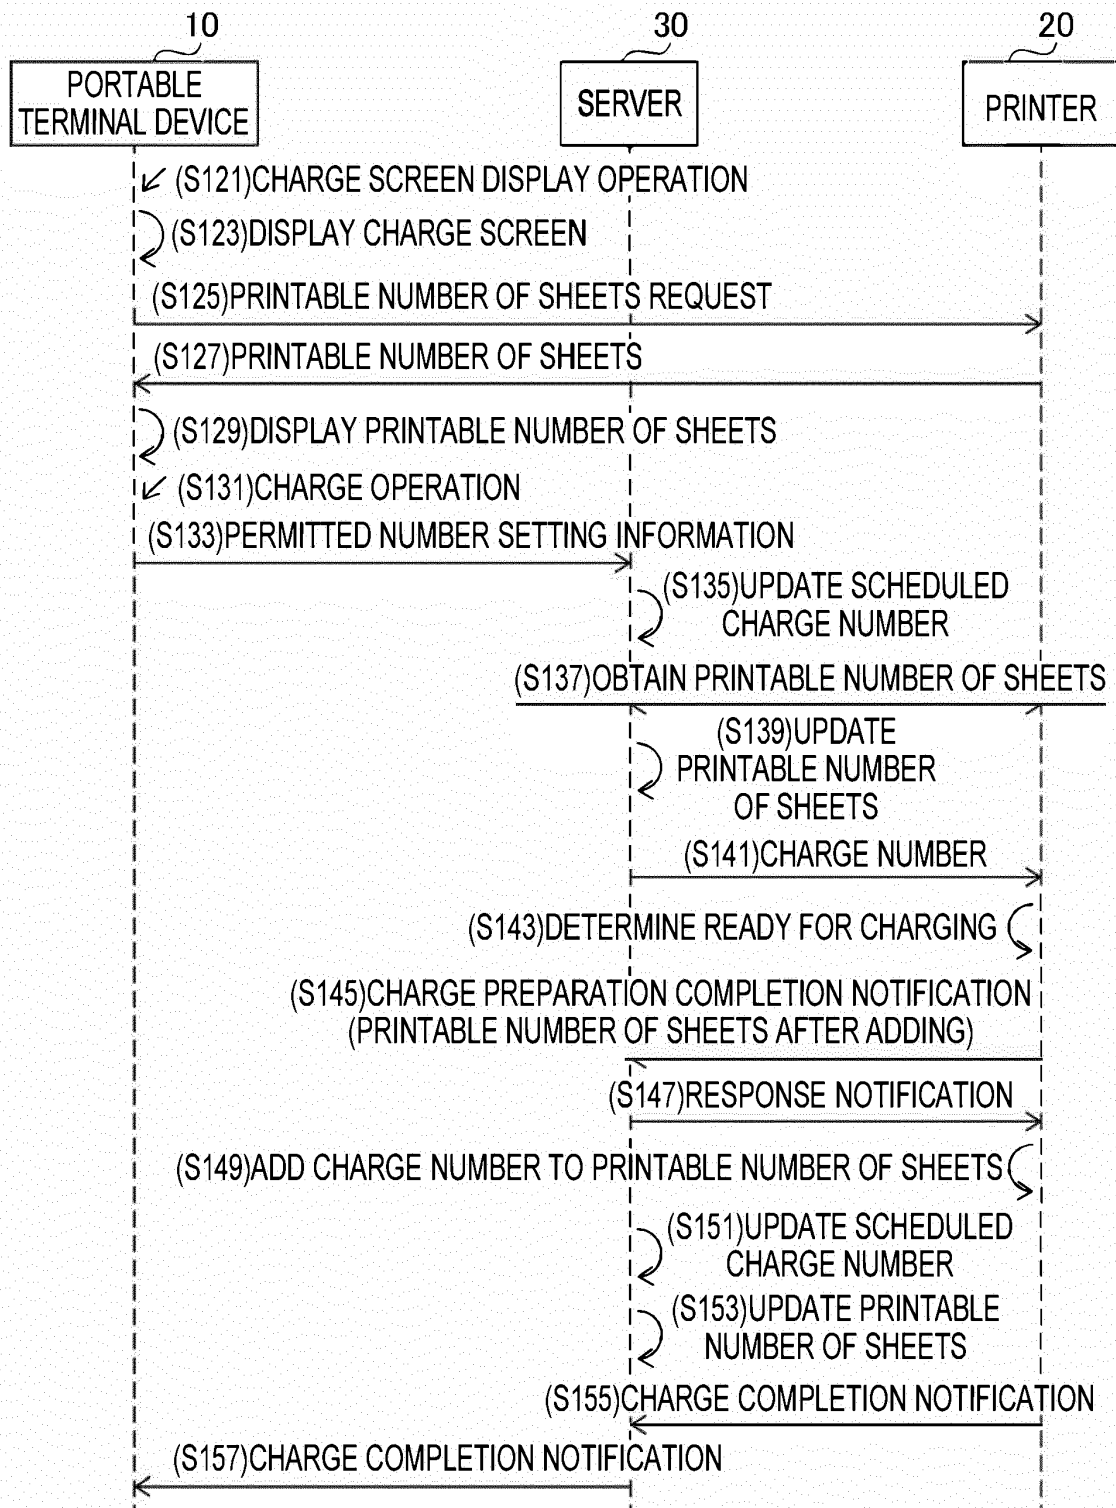 10
30
20
PORTABLE
TERMINAL DEVICE
SERVER
PRINTER
(S121)CHARGE SCREEN DISPLAY OPERATION
(S123)DISPLAY CHARGE SCREEN
(S125)PRINTABLE NUMBER OF SHEETS REQUEST
(S127)PRINTABLE NUMBER OF SHEETS
(S129)DISPLAY PRINTABLE NUMBER OF SHEETS
(S131)CHARGE OPERATION
(S133)PERMITTED NUMBER SETTING INFORMATION
(S135)UPDATE SCHEDULED
CHARGE NUMBER
(S137)OBTAIN PRINTABLE NUMBER OF SHEETS
(S139)UPDATE
PRINTABLE NUMBER
OF SHEETS
(S141)CHARGE NUMBER
(S143)DETERMINE READY FOR CHARGING
(S145)CHARGE PREPARATION COMPLETION NOTIFICATION
(PRINTABLE NUMBER OF SHEETS AFTER ADDING)
(S147)RESPONSE NOTIFICATION
(S149)ADD CHARGE NUMBER TO PRINTABLE NUMBER OF SHEETS
(S151)UPDATE SCHEDULED
CHARGE NUMBER
(S153)UPDATE PRINTABLE
NUMBER OF SHEETS
(S155)CHARGE COMPLETION NOTIFICATION
(S157)CHARGE COMPLETION NOTIFICATION